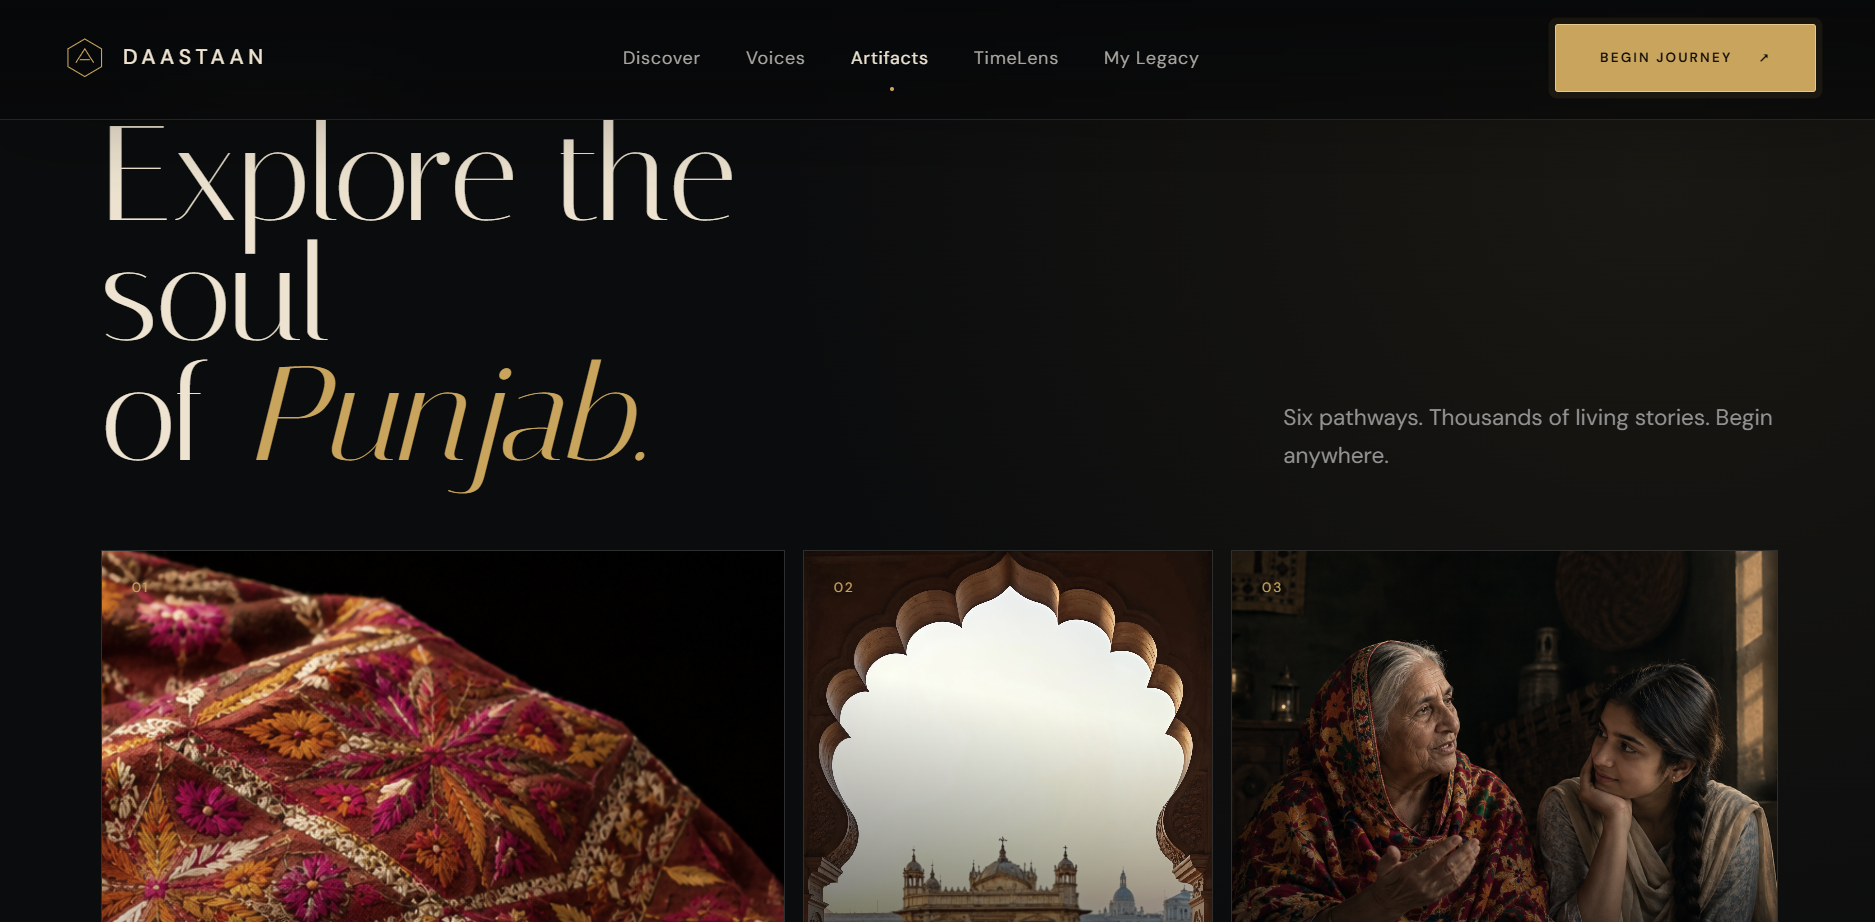 DAASTAAN
Discover Voices Artifacts TimeLens My Legacy
BEGIN JOURNEY ↗
Explore the
soul
of Punjab.
Six pathways. Thousands of living stories. Begin
anywhere.
01
02
03